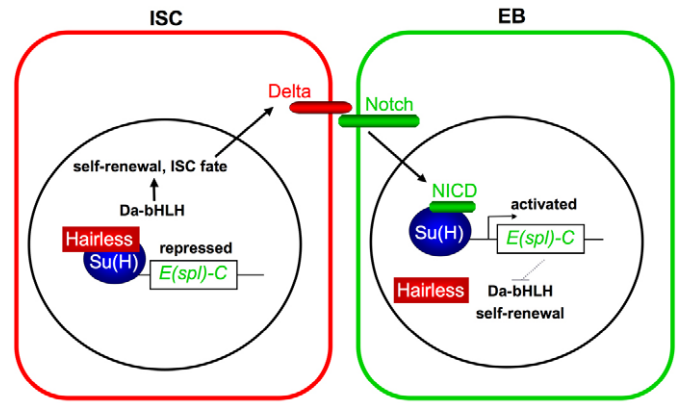 ISC
EB
Delta
Notch
self-renewal, ISC fate
Da-bHLH
Hairless
Su(H)
repressed
E(spl)-C
NICD
Su(H)
activated
E(spl)-C
Hairless
Da-bHLH
self-renewal